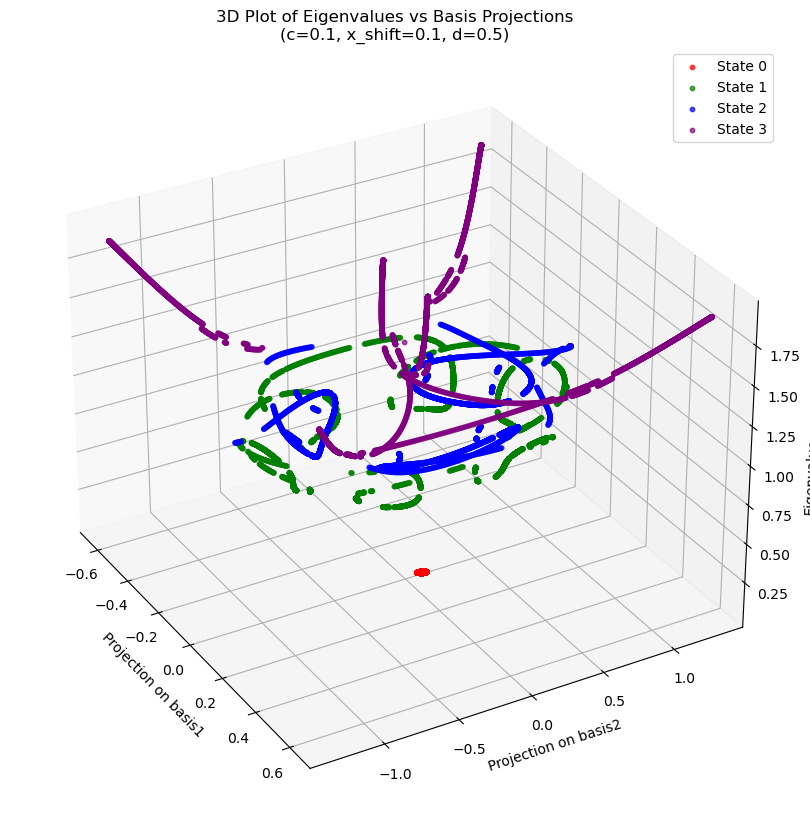 3D Plot of Eigenvalues vs Basis Projections
(c=0.1, x_shift=0.1, d=0.5)
State 0
State 1
State 2
State 3
1.75
1.50
1.25
1.00
0.75
0.50
0.25
−0.6
−0.4
−0.2
0.0
0.2
0.4
0.6
Projection on basis1
−1.0
−0.5
0.0
0.5
1.0
Projection on basis2